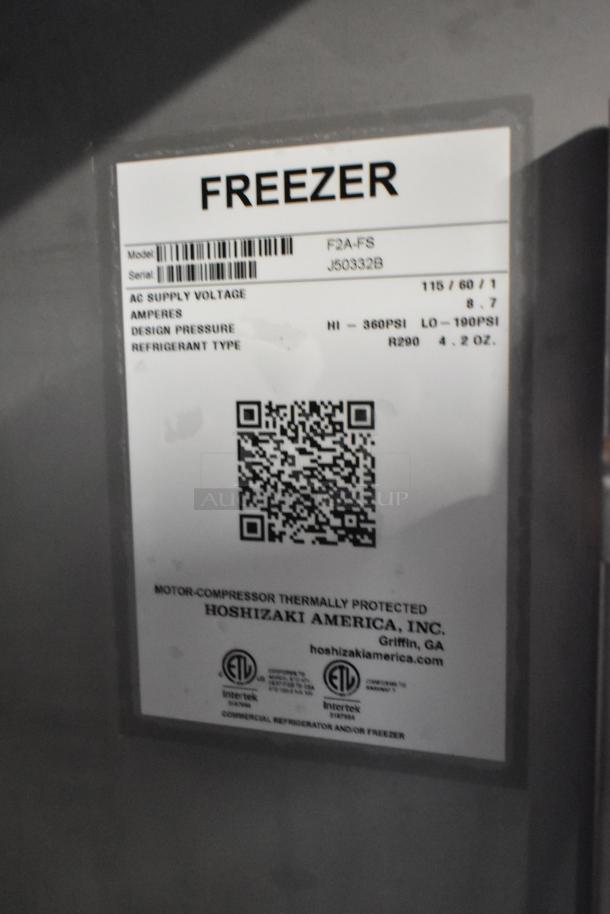 FREEZER
Model: F2A-FS
Serial: J50332B
AC SUPPLY VOLTAGE 115 / 60 / 1
AMPERES 8 . 7
DESIGN PRESSURE HI - 360PSI LO - 190PSI
REFRIGERANT TYPE R290 4 . 2 OZ.
MOTOR-COMPRESSOR THERMALLY PROTECTED
HOSHIZAKI AMERICA, INC.
Griffin, GA
hoshizakiamerica.com
ETL
Intertek
ETL
Intertek
COMMERCIAL REFRIGERATOR AND/OR FREEZER